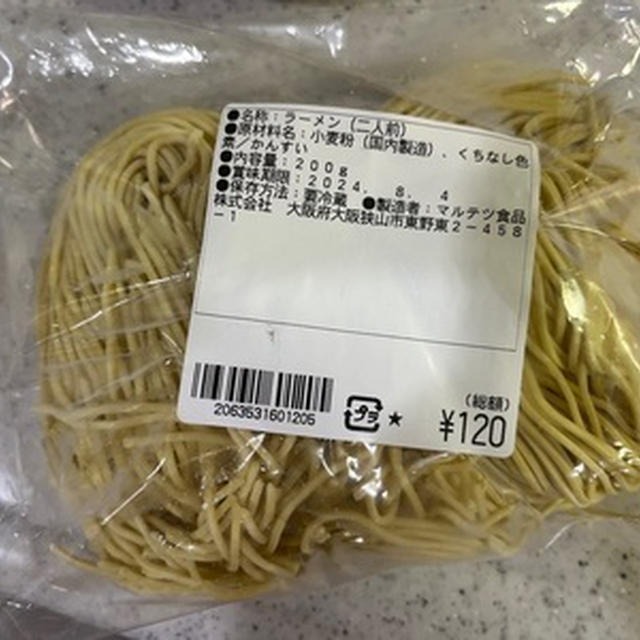 ●名称:ラーメン(二人前)
●原材料名:小麦粉(国内製造)、くちなし色
素/かんすい
●内容量:200g
●賞味期限:2024. 8. 4
●保存方法:要冷蔵 ●製造者:マルテツ食品
株式会社 大阪府大阪狭山市東野東2-458
-1
2063531601205
プラ
★
(総額)
¥120